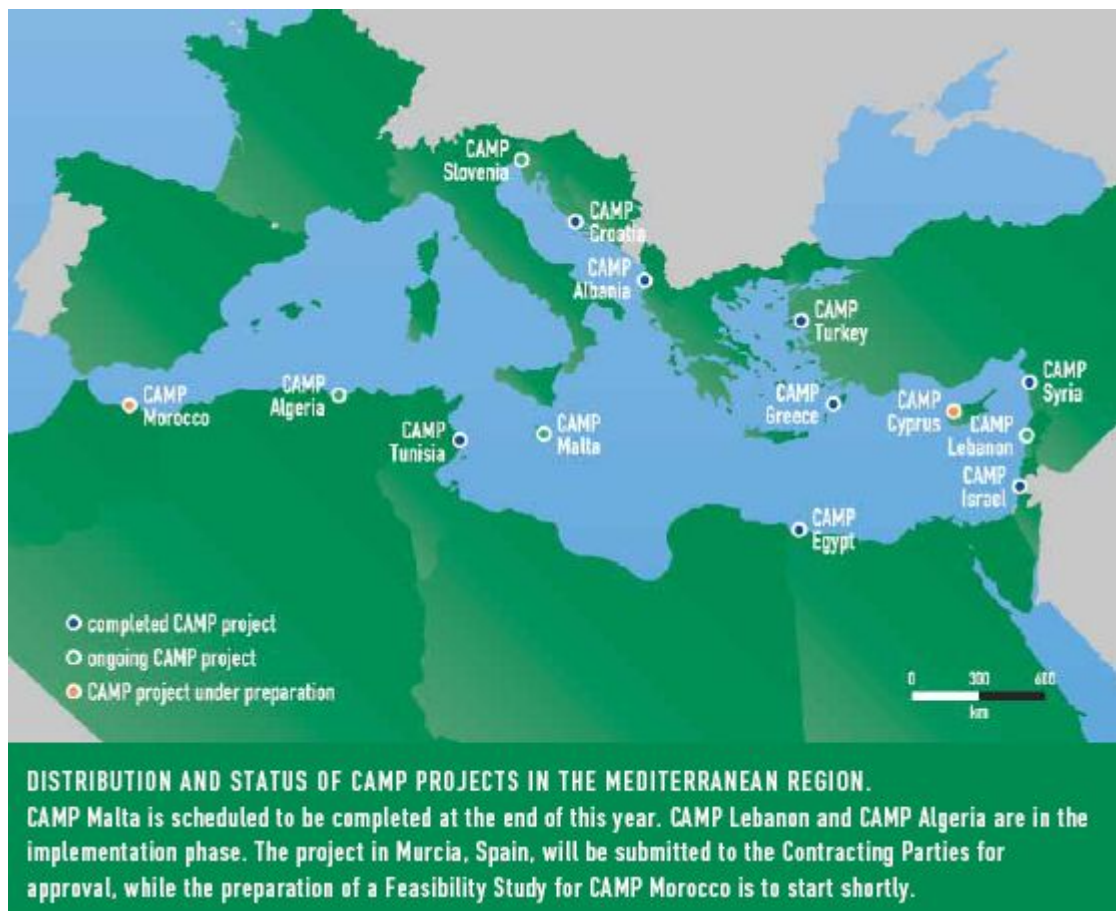 CAMP
Slovenia
CAMP
Croatia
CAMP
Albania
CAMP
Turkey
CAMP
Morocco
CAMP
Algeria
CAMP
Tunisia
CAMP
Malta
CAMP
Greece
CAMP
Cyprus
CAMP
Syria
CAMP
Lebanon
CAMP
Israel
CAMP
Egypt
completed CAMP project
ongoing CAMP project
CAMP project under preparation
0 300 600
km
DISTRIBUTION AND STATUS OF CAMP PROJECTS IN THE MEDITERRANEAN REGION.
CAMP Malta is scheduled to be completed at the end of this year. CAMP Lebanon and CAMP Algeria are in the
implementation phase. The project in Murcia, Spain, will be submitted to the Contracting Parties for
approval, while the preparation of a Feasibility Study for CAMP Morocco is to start shortly.